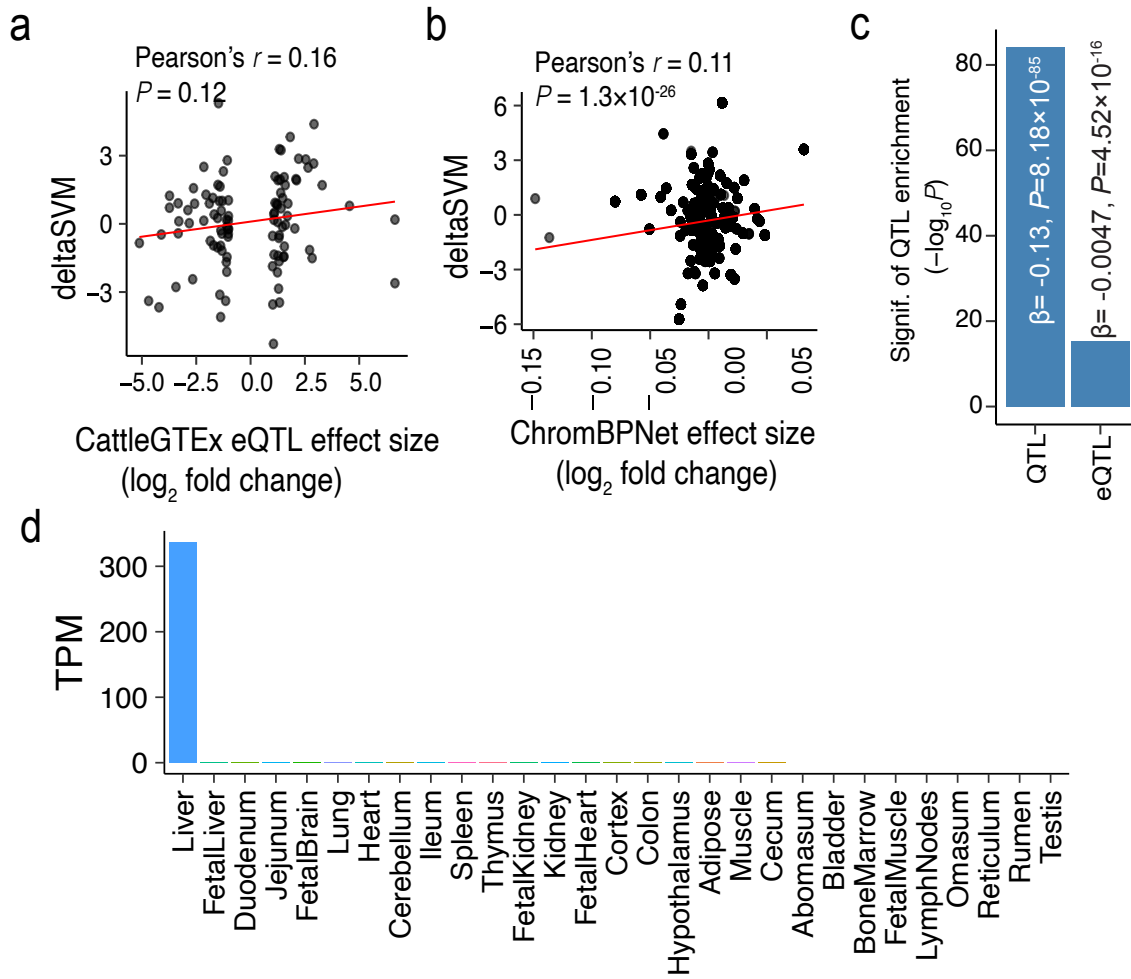 a
Pearson's r = 0.16
P = 0.12
deltaSVM
3
0
−3
−5.0
−2.5
0.0
2.5
5.0
CattleGTEx eQTL effect size
(log2 fold change)
b
Pearson's r = 0.11
P = 1.3×10-26
deltaSVM
6
3
0
−3
−6
−0.15
−0.10
−0.05
0.00
0.05
ChromBPNet effect size
(log2 fold change)
c
Signif. of QTL enrichment
(−log10P)
80
60
40
20
0
β= -0.13, P=8.18×10-85
β= -0.0047, P=4.52×10-16
QTL
eQTL
d
TPM
300
200
100
0
Liver
FetalLiver
Duodenum
Jejunum
FetalBrain
Lung
Heart
Cerebellum
Ileum
Spleen
Thymus
FetalKidney
Kidney
FetalHeart
Cortex
Colon
Hypothalamus
Adipose
Muscle
Cecum
Abomasum
Bladder
BoneMarrow
FetalMuscle
LymphNodes
Omasum
Reticulum
Rumen
Testis